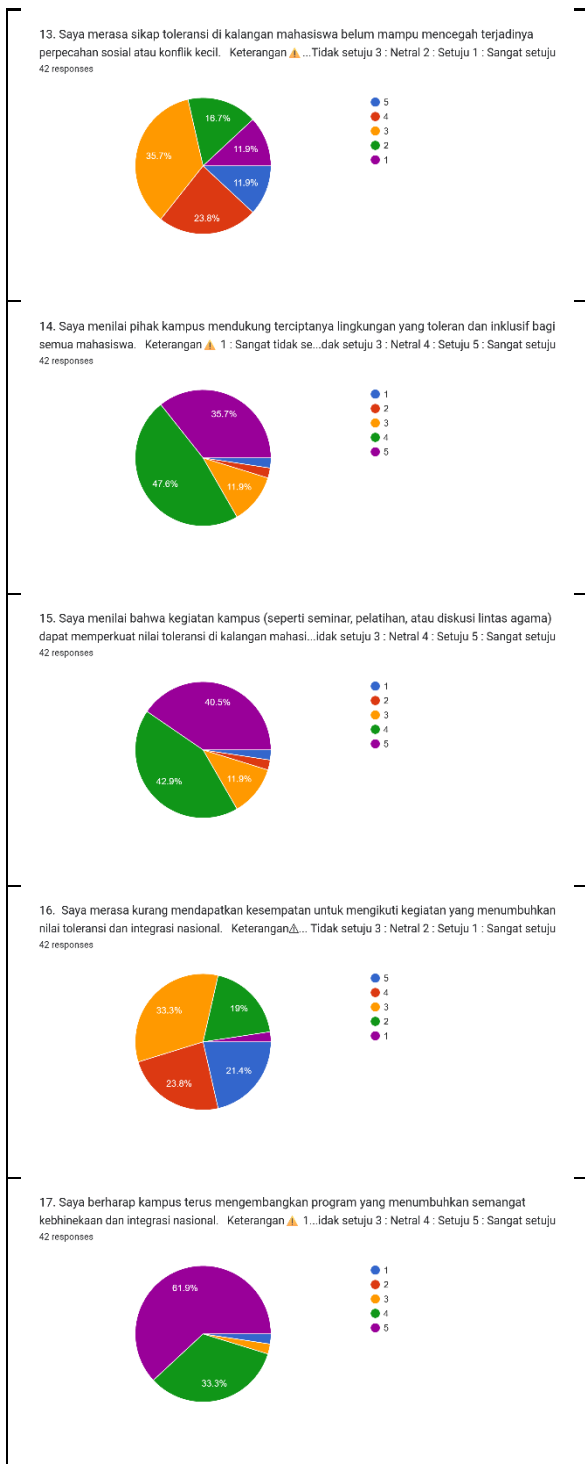 13. Saya merasa sikap toleransi di kalangan mahasiswa belum mampu mencegah terjadinya
perpecahan sosial atau konflik kecil. Keterangan ⚠️ ...Tidak setuju 3 : Netral 2 : Setuju 1 : Sangat setuju
42 responses
16.7%
11.9%
35.7%
11.9%
23.8%
5
4
3
2
1
14. Saya menilai pihak kampus mendukung terciptanya lingkungan yang toleran dan inklusif bagi
semua mahasiswa. Keterangan ⚠️ 1 : Sangat tidak se...dak setuju 3 : Netral 4 : Setuju 5 : Sangat setuju
42 responses
35.7%
47.6%
11.9%
1
2
3
4
5
15. Saya menilai bahwa kegiatan kampus (seperti seminar, pelatihan, atau diskusi lintas agama)
dapat memperkuat nilai toleransi di kalangan mahasi...idak setuju 3 : Netral 4 : Setuju 5 : Sangat setuju
42 responses
40.5%
42.9%
11.9%
1
2
3
4
5
16. Saya merasa kurang mendapatkan kesempatan untuk mengikuti kegiatan yang menumbuhkan
nilai toleransi dan integrasi nasional. Keterangan⚠... Tidak setuju 3 : Netral 2 : Setuju 1 : Sangat setuju
42 responses
33.3%
19%
23.8%
21.4%
5
4
3
2
1
17. Saya berharap kampus terus mengembangkan program yang menumbuhkan semangat
kebhinekaan dan integrasi nasional. Keterangan ⚠️ 1...idak setuju 3 : Netral 4 : Setuju 5 : Sangat setuju
42 responses
61.9%
33.3%
1
2
3
4
5